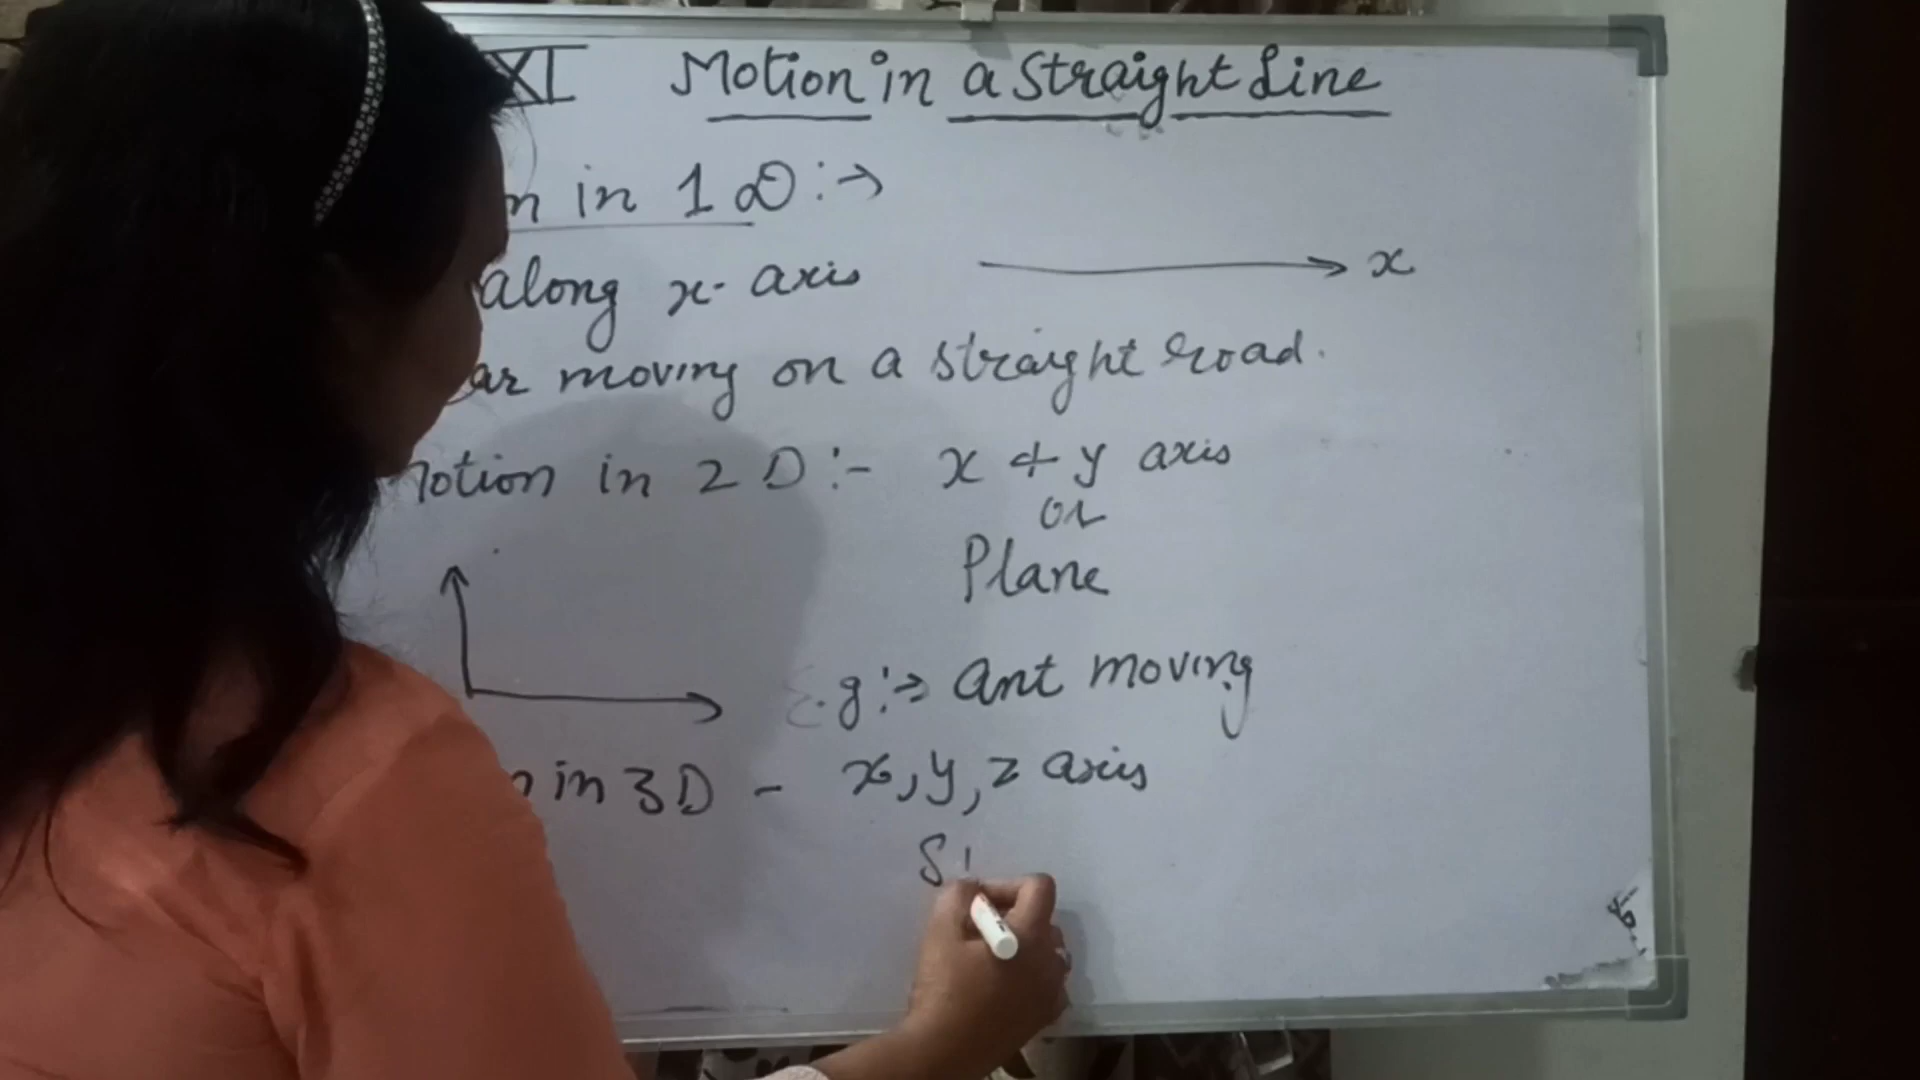 XI Motion in a Straight Line
n in 1 D :→
along x- axis x
ar moving on a straight road.
Motion in 2 D :- x & y axis
or
Plane
E.g :→ Ant moving
n in 3D - x, y, z axis
S